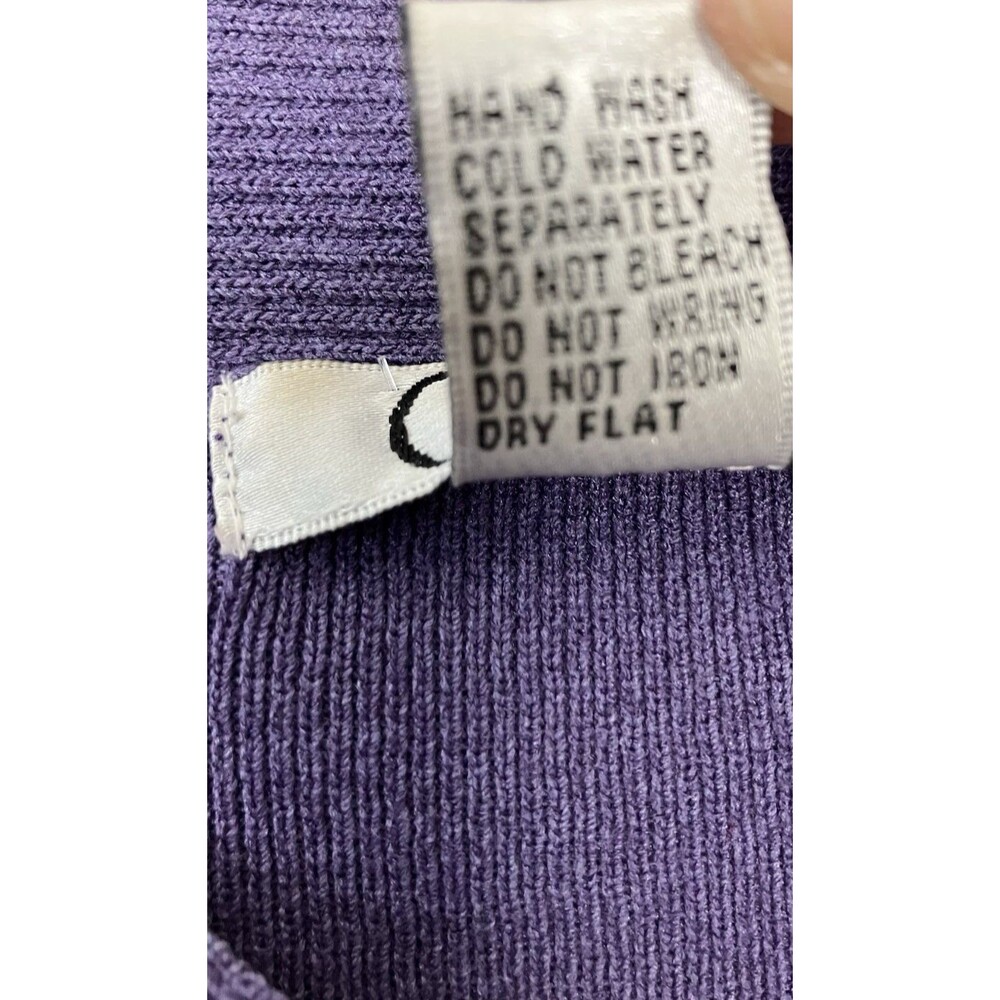 HAND WASH
COLD WATER
SEPARATELY
DO NOT BLEACH
DO NOT WRING
DO NOT IRON
DRY FLAT